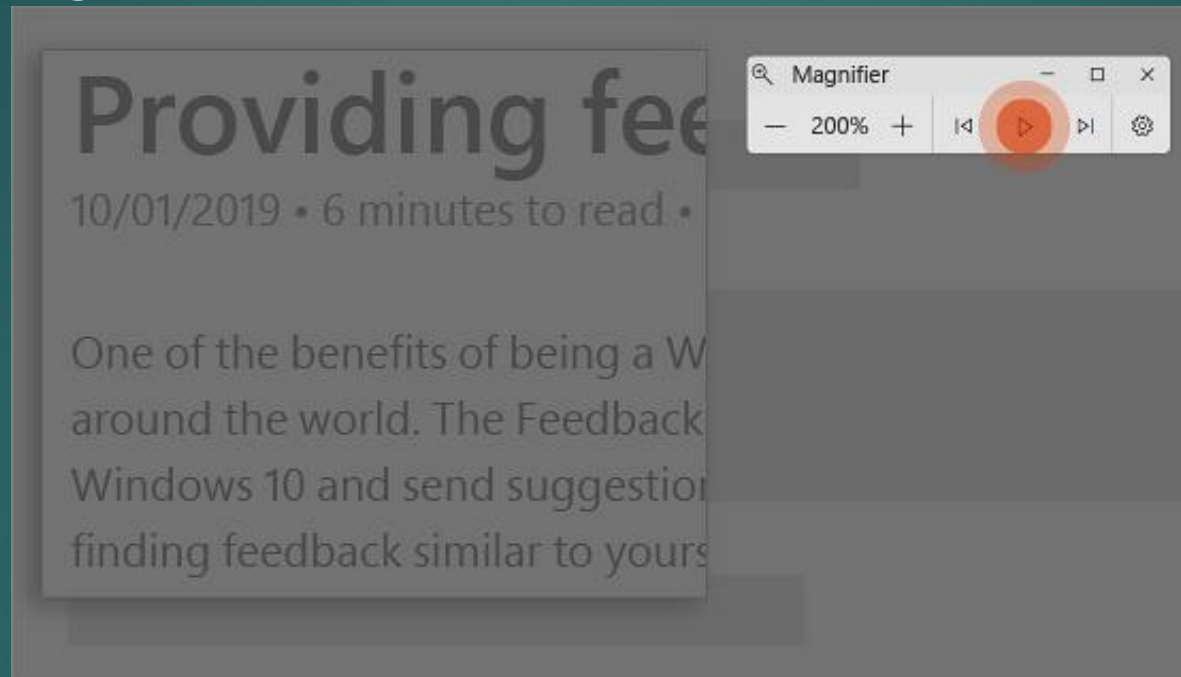 Providing fee
10/01/2019 • 6 minutes to read •
One of the benefits of being a W
around the world. The Feedback
Windows 10 and send suggestion
finding feedback similar to yours
Magnifier
200%